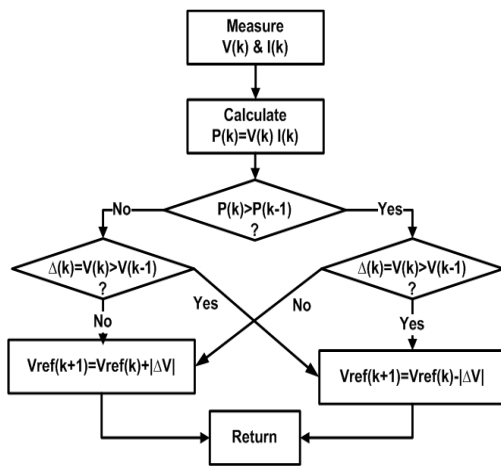 Measure
V(k) & I(k)
Calculate
P(k)=V(k) I(k)
P(k)>P(k-1)
?
No
Yes
Δ(k)=V(k)>V(k-1)
?
Δ(k)=V(k)>V(k-1)
?
No
Yes
No
Yes
Vref(k+1)=Vref(k)+|ΔV|
Vref(k+1)=Vref(k)-|ΔV|
Return